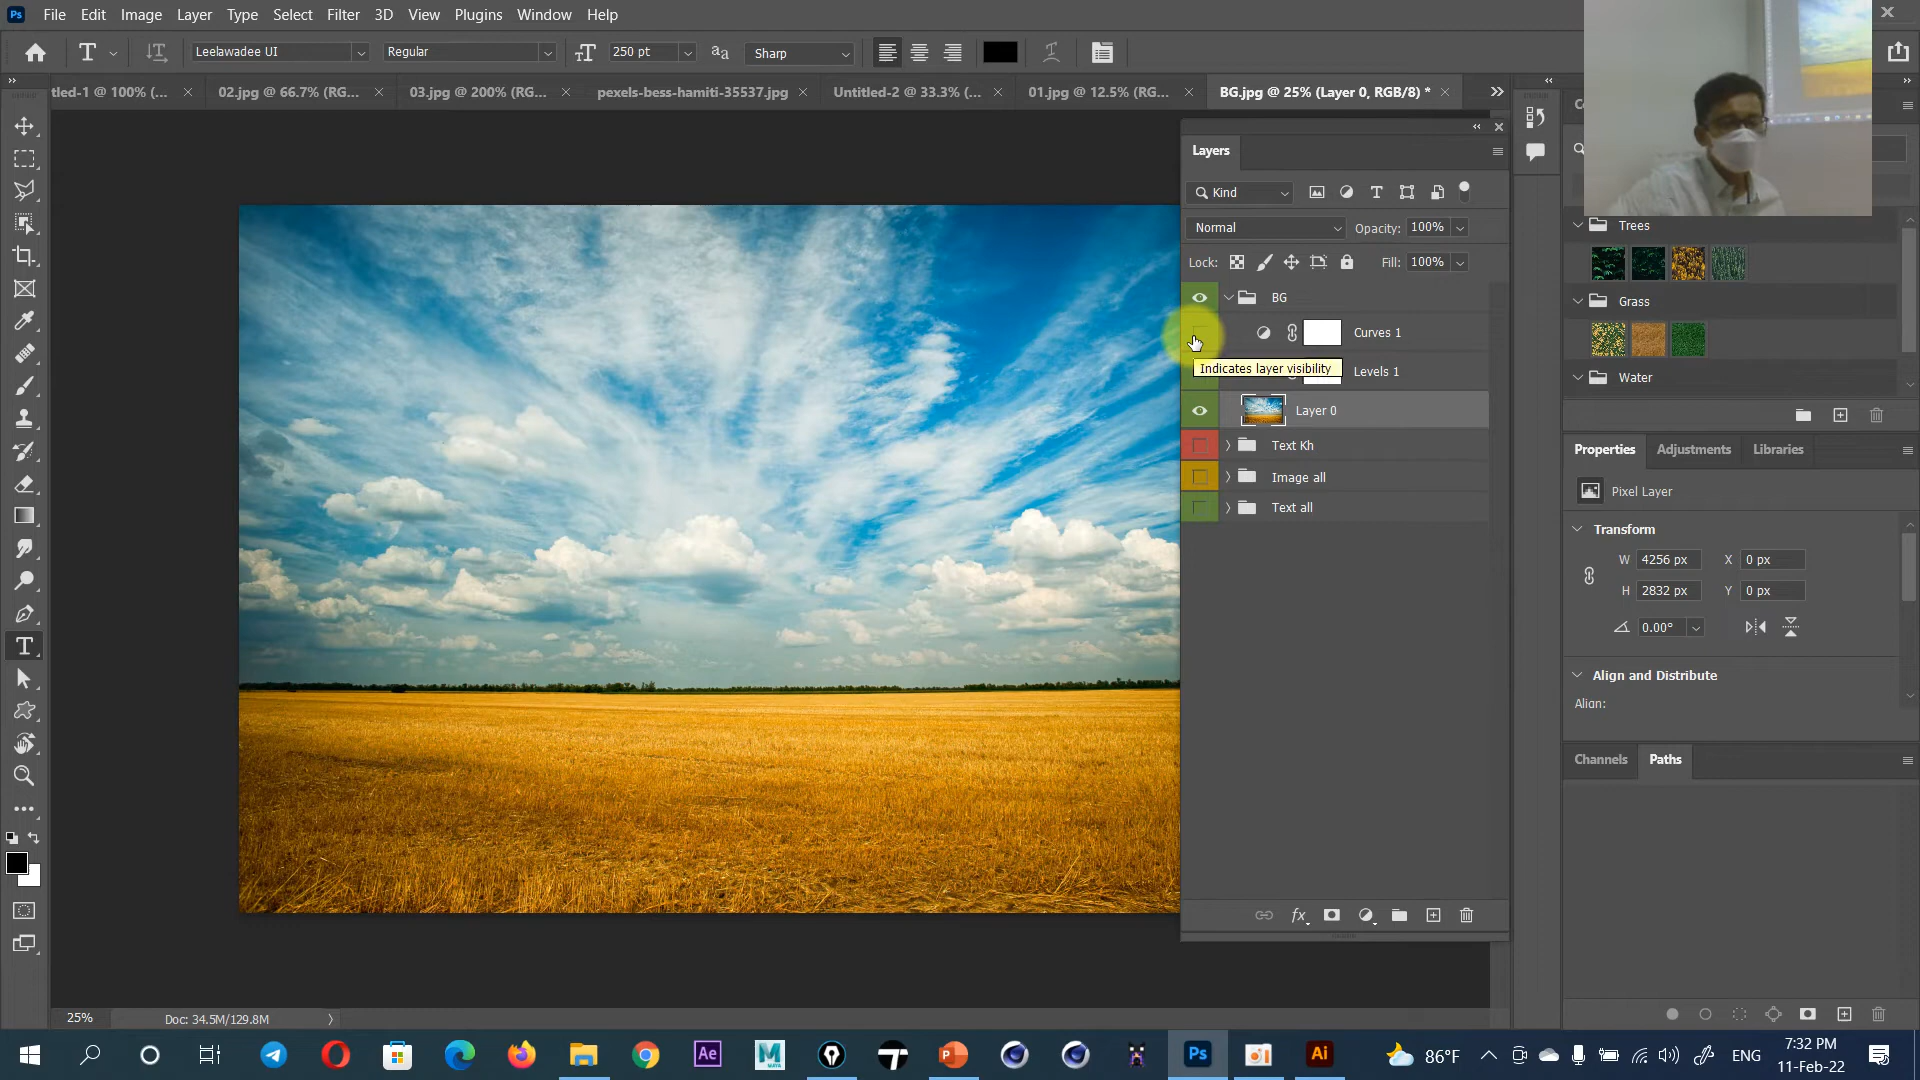 Ps File Edit Image Layer Type Select Filter 3D View Plugins Window Help
Leelawadee UI Regular 250 pt Sharp
tled-1 @ 100% (... 02.jpg @ 66.7% (RG... 03.jpg @ 200% (RG... pexels-bess-hamiti-35537.jpg Untitled-2 @ 33.3% (... 01.jpg @ 12.5% (RG... BG.jpg @ 25% (Layer 0, RGB/8) *
Layers
Kind
Normal Opacity: 100%
Lock: Fill: 100%
BG
Curves 1
Indicates layer visibility
Levels 1
Layer 0
Text Kh
Image all
Text all
Trees
Grass
Water
Properties Adjustments Libraries
Pixel Layer
Transform
W 4256 px X 0 px
H 2832 px Y 0 px
0.00°
Align and Distribute
Align:
Channels Paths
25% Doc: 34.5M/129.8M
Ae MAYA Ps Ai 86°F ENG
7:32 PM
11-Feb-22